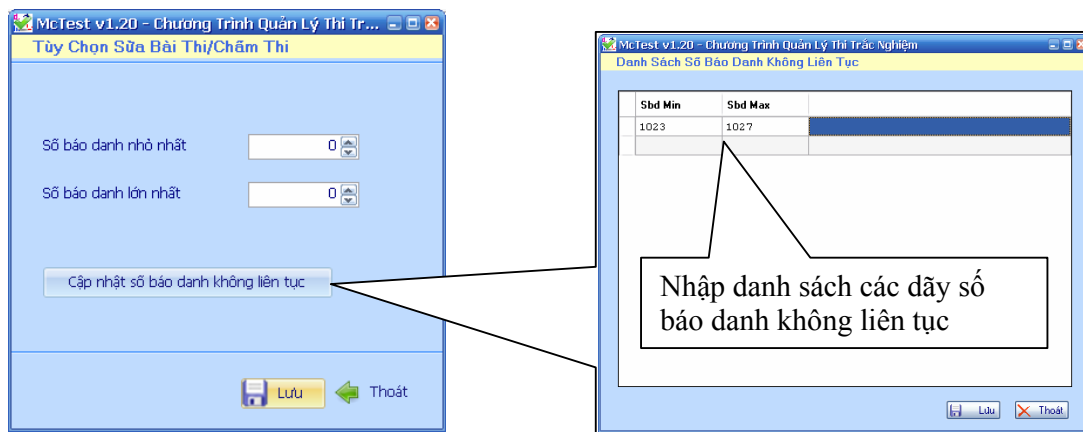 McTest v1.20 - Chương Trình Quản Lý Thi Tr...
Tùy Chọn Sửa Bài Thi/Chấm Thi
Số báo danh nhỏ nhất
0
Số báo danh lớn nhất
0
Cập nhật số báo danh không liên tục
Lưu
Thoát
McTest v1.20 - Chương Trình Quản Lý Thi Trắc Nghiệm
Danh Sách Số Báo Danh Không Liên Tục
Sbd Min Sbd Max
1023 1027
Nhập danh sách các dãy số
báo danh không liên tục
Lưu
Thoát